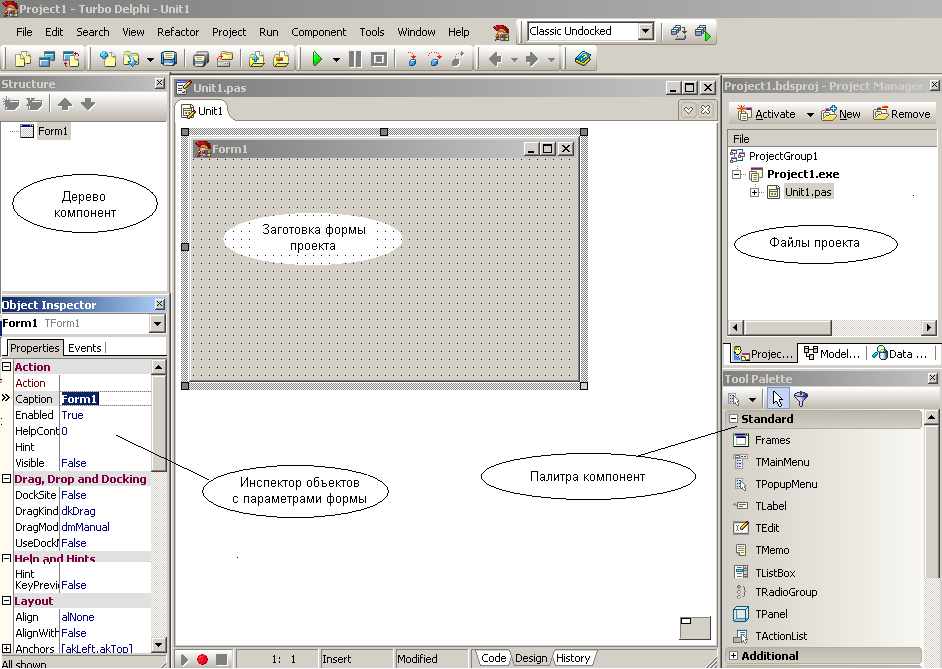 Project1 - Turbo Delphi - Unit1
File Edit Search View Refactor Project Run Component Tools Window Help
Classic Undocked
Structure
Form1
Дерево
компонент
Object Inspector
Form1 TForm1
Properties Events
Action
Action
Caption Form1
Enabled True
HelpCont 0
Hint
Visible False
Drag, Drop and Docking
DockSite False
DragKind dkDrag
DragMod dmManual
UseDock False
Help and Hints
Hint
KeyPrevie False
Layout
Align alNone
AlignWith False
Anchors [akLeft,akTop]
All shown
Unit1.pas
Unit1
Form1
Заготовка формы
проекта
Инспектор объектов
с параметрами формы
Палитра компонент
1: 1 Insert Modified Code Design History
Project1.bdsproj - Project Manager
Activate New Remove
File
ProjectGroup1
Project1.exe
Unit1.pas
Файлы проекта
Projec... Model... Data ...
Tool Palette
Standard
Frames
TMainMenu
TPopupMenu
TLabel
TEdit
TMemo
TListBox
TRadioGroup
TPanel
TActionList
Additional